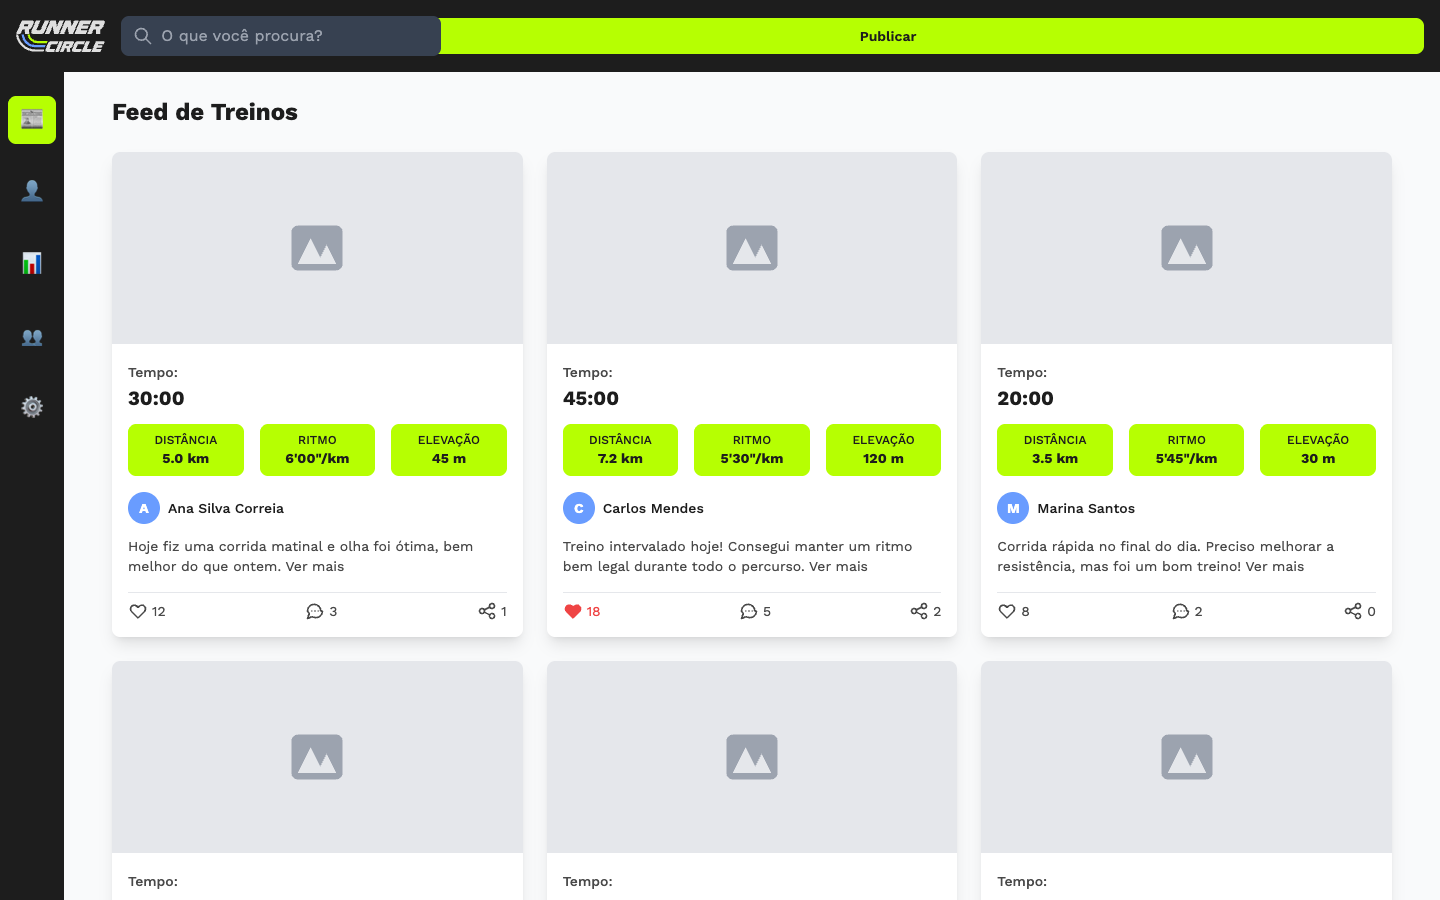 RUNNER
CIRCLE
O que você procura?
Publicar
Feed de Treinos
Tempo:
30:00
DISTÂNCIA
5.0 km
RITMO
6'00"/km
ELEVAÇÃO
45 m
A
Ana Silva Correia
Hoje fiz uma corrida matinal e olha foi ótima, bem
melhor do que ontem. Ver mais
12
3
1
Tempo:
45:00
DISTÂNCIA
7.2 km
RITMO
5'30"/km
ELEVAÇÃO
120 m
C
Carlos Mendes
Treino intervalado hoje! Consegui manter um ritmo
bem legal durante todo o percurso. Ver mais
18
5
2
Tempo:
20:00
DISTÂNCIA
3.5 km
RITMO
5'45"/km
ELEVAÇÃO
30 m
M
Marina Santos
Corrida rápida no final do dia. Preciso melhorar a
resistência, mas foi um bom treino! Ver mais
8
2
0
Tempo:
Tempo:
Tempo: